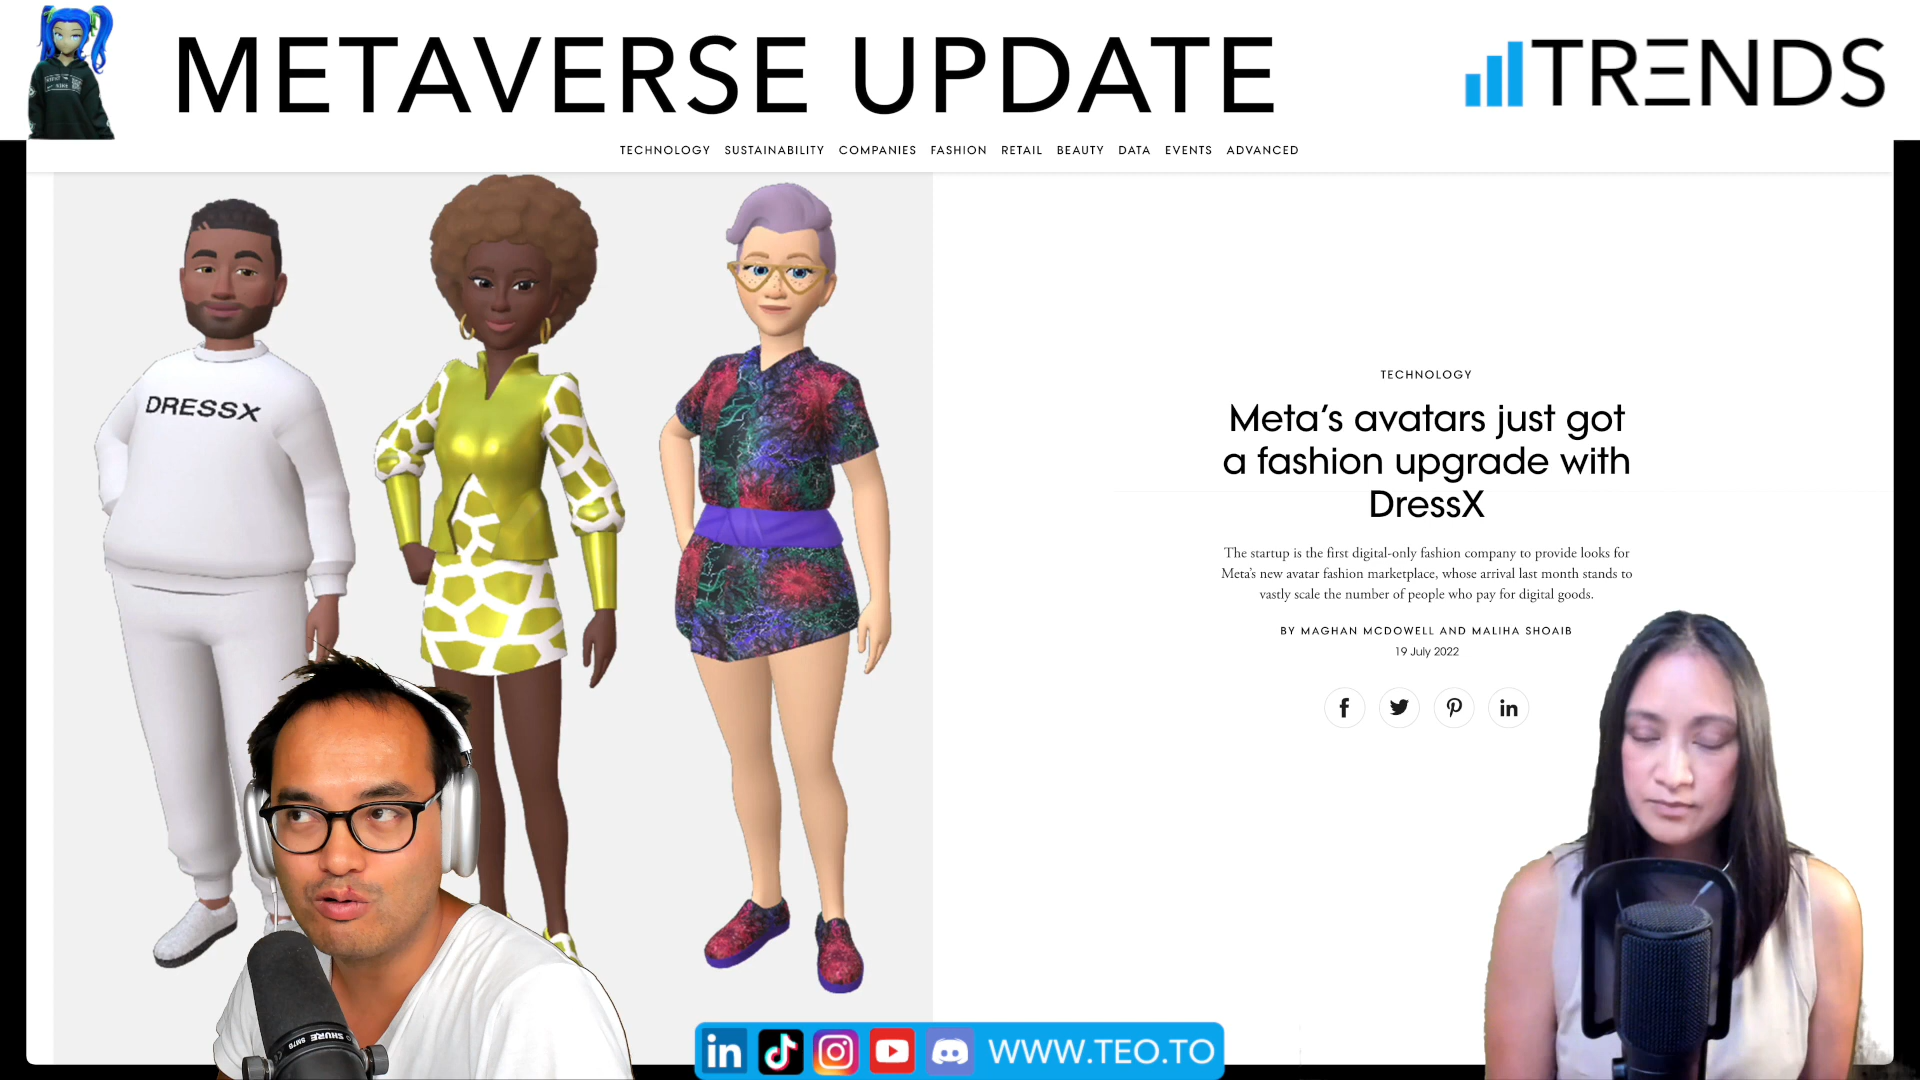 METAVERSE UPDATE
TRENDS
TECHNOLOGY SUSTAINABILITY COMPANIES FASHION RETAIL BEAUTY DATA EVENTS ADVANCED
DRESSX
TECHNOLOGY
Meta's avatars just got
a fashion upgrade with
DressX
The startup is the first digital-only fashion company to provide looks for
Meta's new avatar fashion marketplace, whose arrival last month stands to
vastly scale the number of people who pay for digital goods.
BY MAGHAN MCDOWELL AND MALIHA SHOAIB
19 July 2022
SHURE
SM7B
WWW.TEO.TO